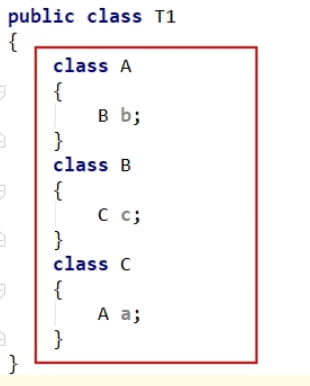 public class T1
{
class A
{
B b;
}
class B
{
C c;
}
class C
{
A a;
}
}